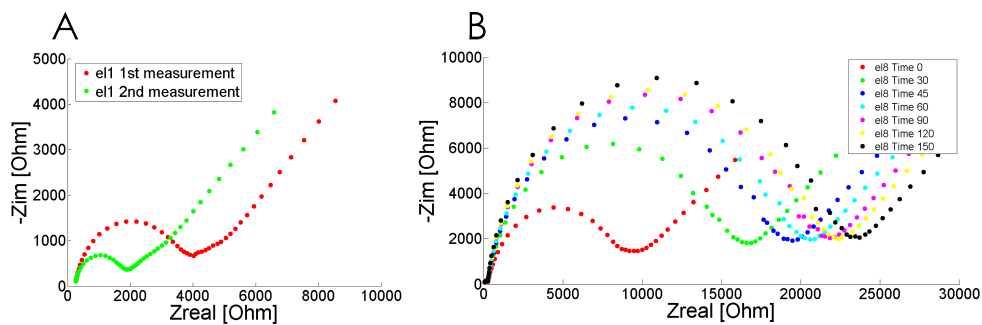 A
5000
4000
3000
2000
1000
0
-Zim [Ohm]
el1 1st measurement
el1 2nd measurement
0 2000 4000 6000 8000 10000
Zreal [Ohm]
B
10000
8000
6000
4000
2000
0
-Zim [Ohm]
el8 Time 0
el8 Time 30
el8 Time 45
el8 Time 60
el8 Time 90
el8 Time 120
el8 Time 150
0 5000 10000 15000 20000 25000 30000
Zreal [Ohm]